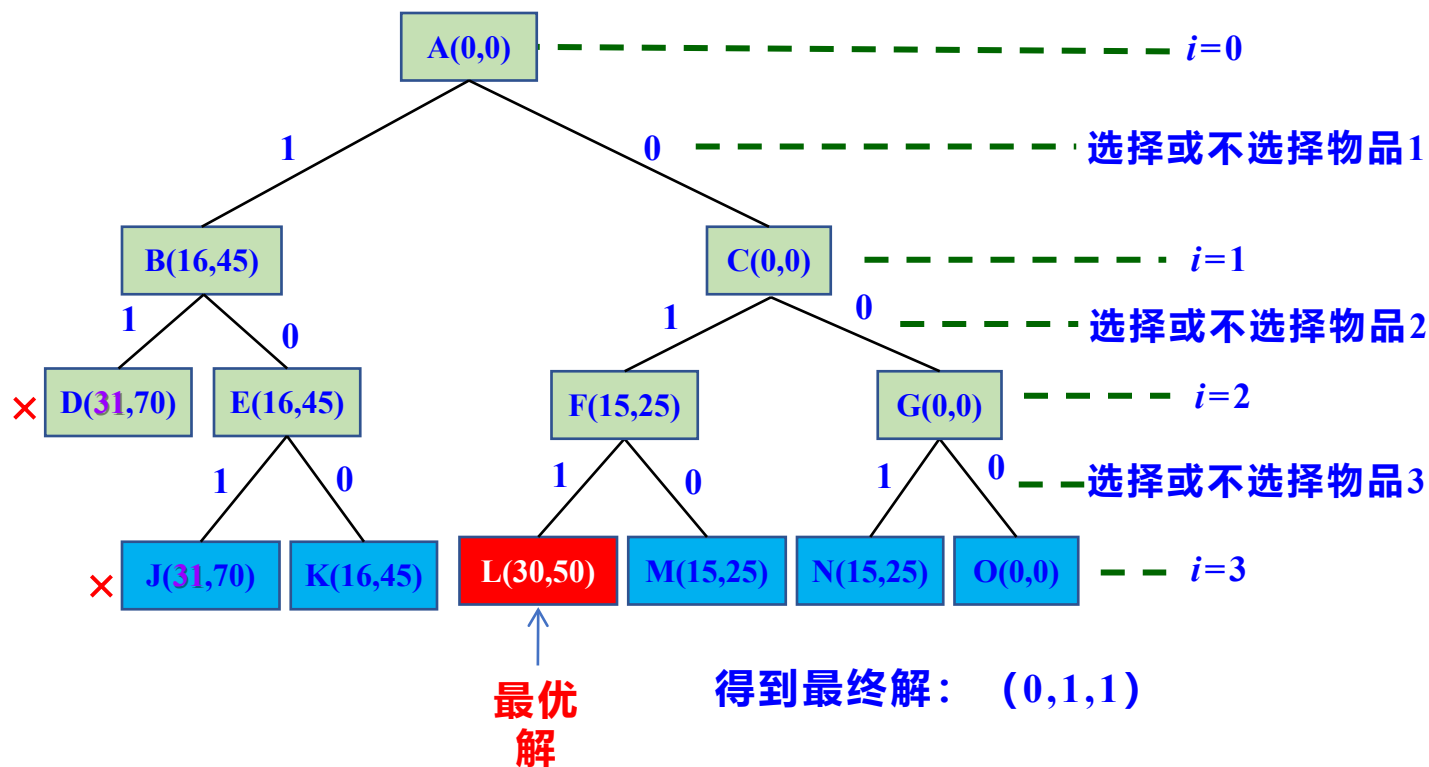 A(0,0)
i=0
1
0
选择或不选择物品1
B(16,45)
C(0,0)
i=1
1
0
1
0
选择或不选择物品2
× D(31,70)
E(16,45)
F(15,25)
G(0,0)
i=2
1
0
1
0
1
0
选择或不选择物品3
× J(31,70)
K(16,45)
L(30,50)
M(15,25)
N(15,25)
O(0,0)
i=3
最优
解
得到最终解：（0,1,1）